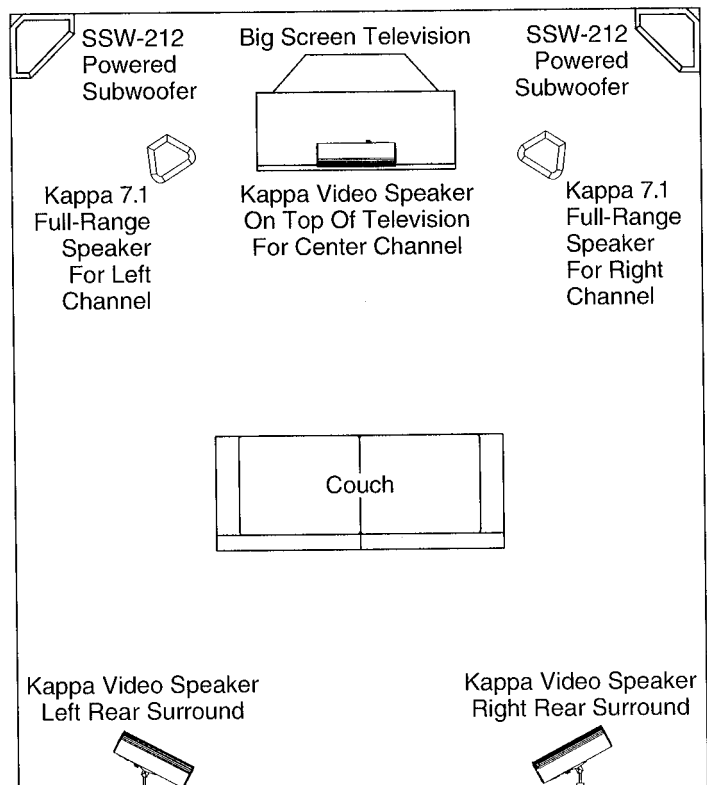 SSW-212
Powered
Subwoofer
Big Screen Television
SSW-212
Powered
Subwoofer
Kappa 7.1
Full-Range
Speaker
For Left
Channel
Kappa Video Speaker
On Top Of Television
For Center Channel
Kappa 7.1
Full-Range
Speaker
For Right
Channel
Couch
Kappa Video Speaker
Left Rear Surround
Kappa Video Speaker
Right Rear Surround